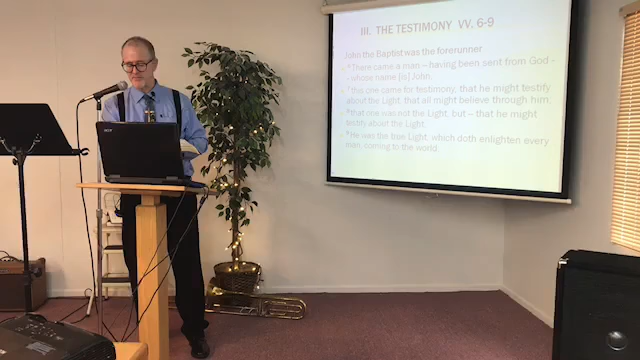 III. THE TESTIMONY VV. 6-9
John the Baptist was the forerunner
6 There came a man – having been sent from God –
whose name [is] John,
this one came for testimony, that he might testify
about the Light, that all might believe through him;
that one was not the Light, but – that he might
testify about the Light.
9 He was the true Light, which doth enlighten every
man, coming to the world.
acer